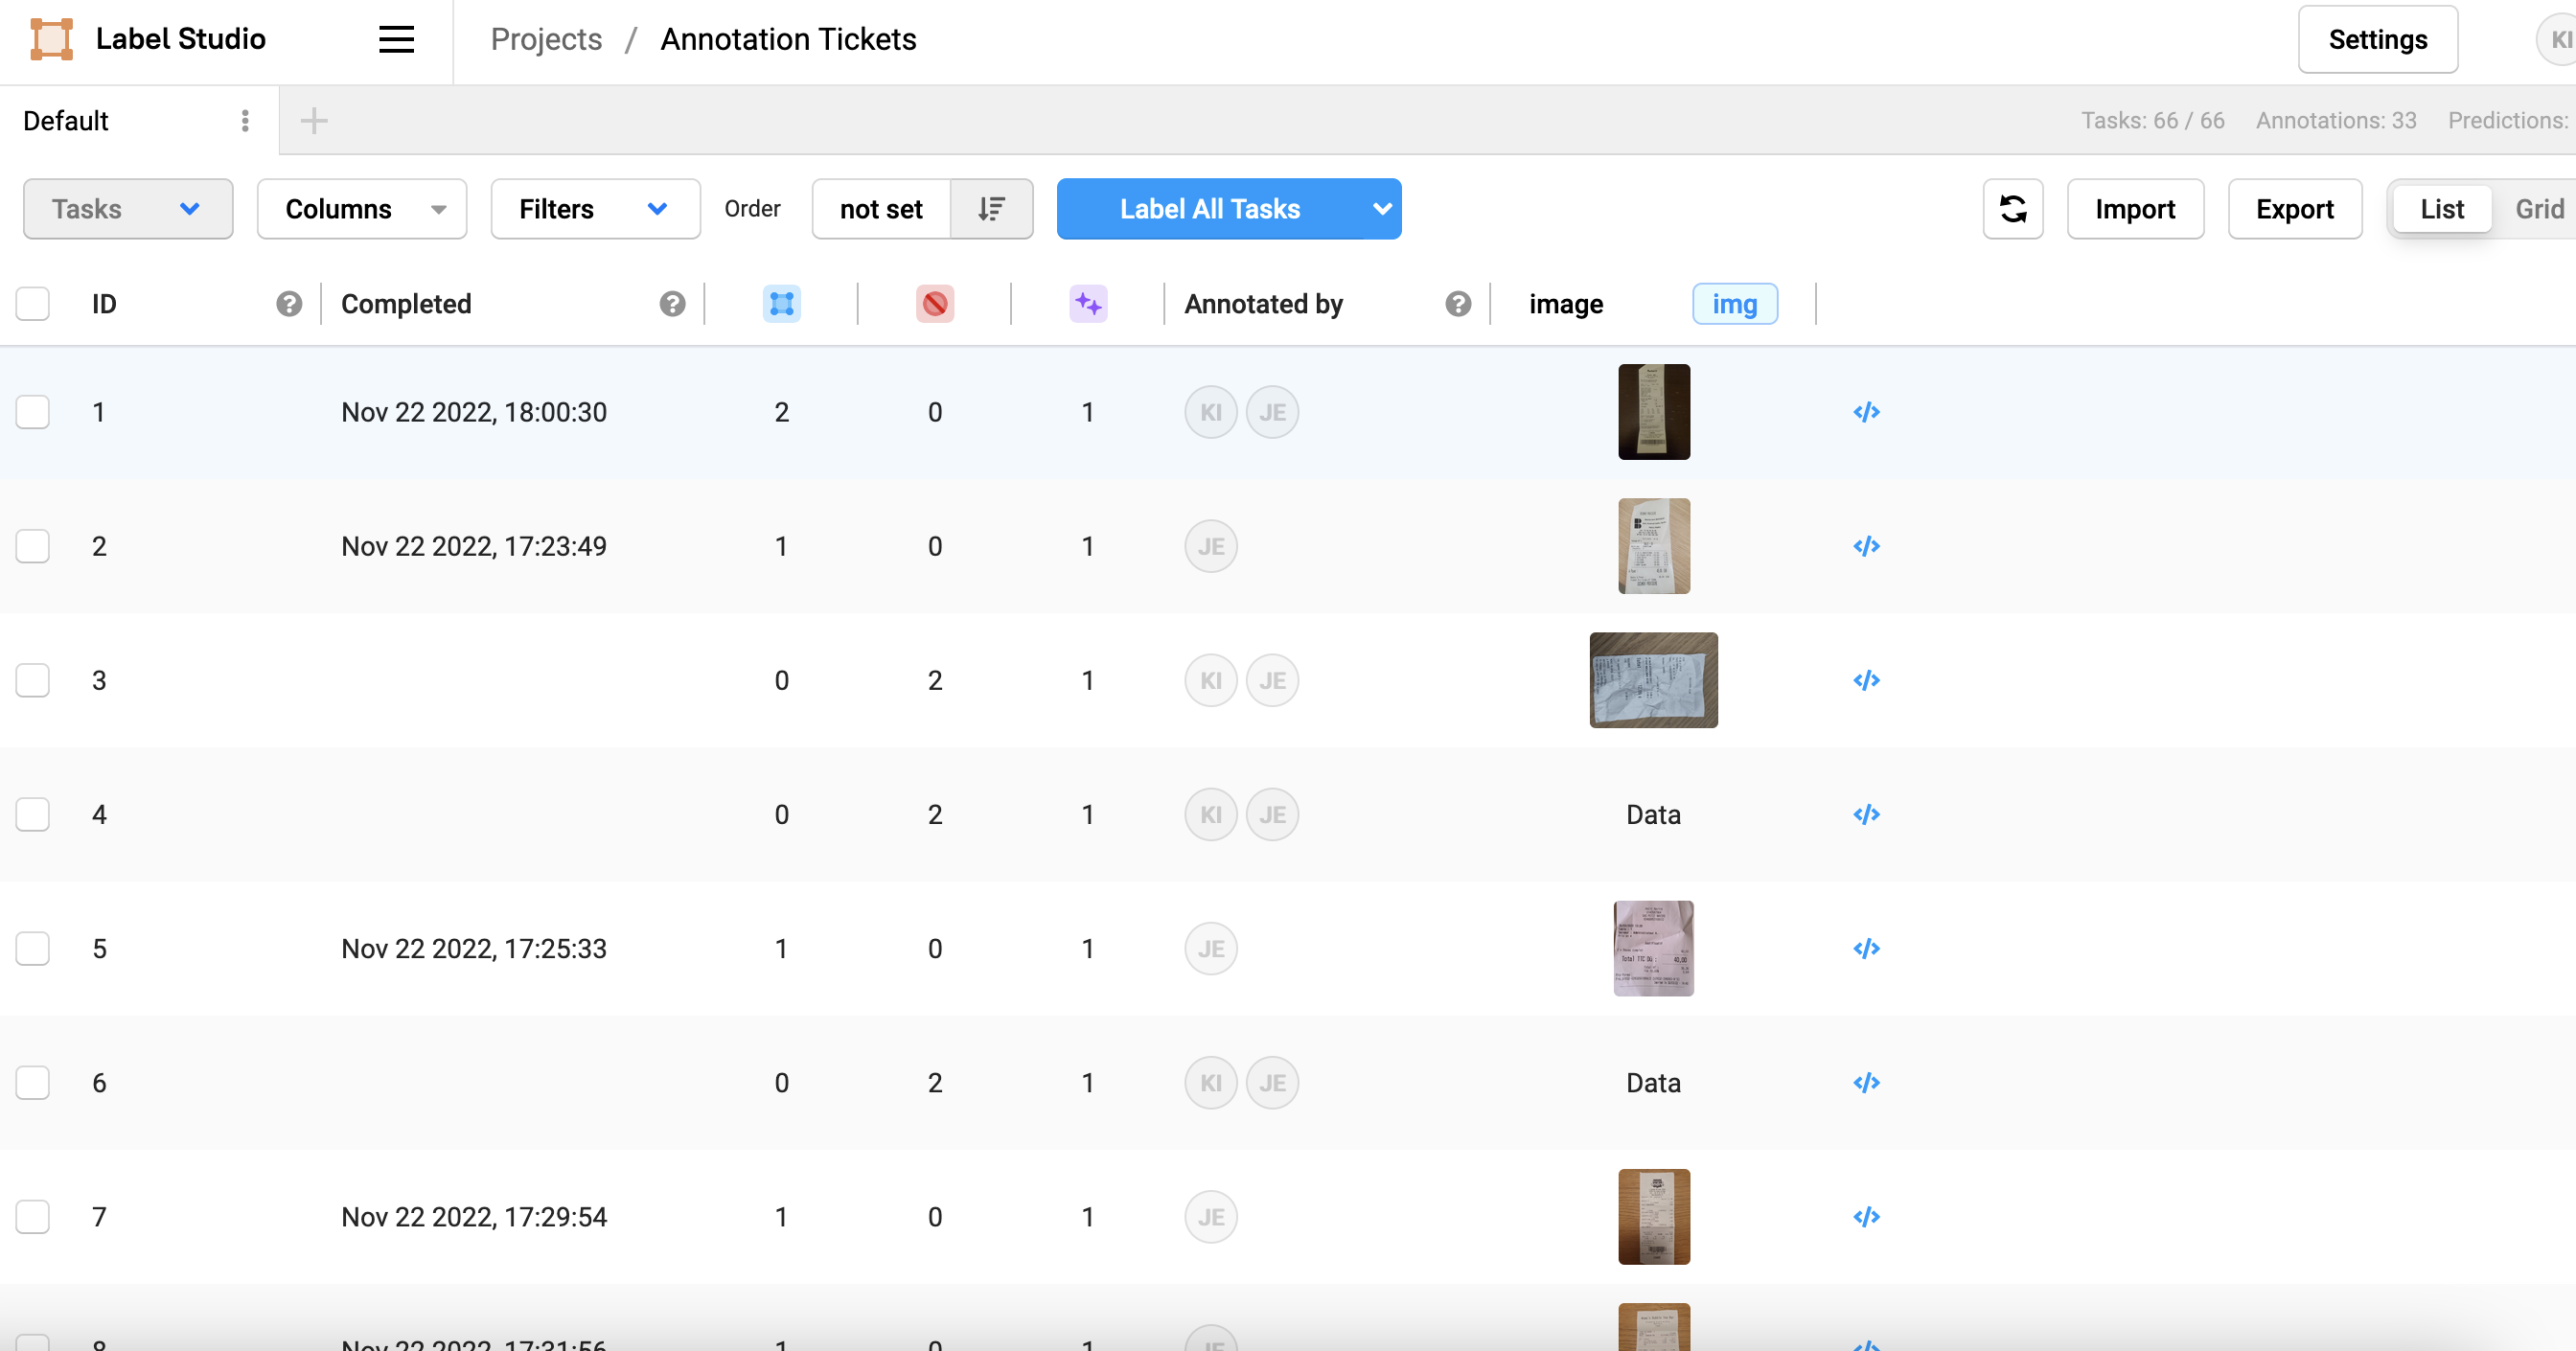 Label Studio Projects / Annotation Tickets Settings KI
Default Tasks: 66 / 66 Annotations: 33 Predictions:
Tasks Columns Filters Order not set Label All Tasks Import Export List Grid
ID Completed Annotated by image img
1 Nov 22 2022, 18:00:30 2 0 1 KI JE
2 Nov 22 2022, 17:23:49 1 0 1 JE
3 0 2 1 KI JE
4 0 2 1 KI JE Data
5 Nov 22 2022, 17:25:33 1 0 1 JE
Total TTC DU : 40,00
6 0 2 1 KI JE Data
7 Nov 22 2022, 17:29:54 1 0 1 JE
8 Nov 22 2022, 17:31:56 1 0 1 JE